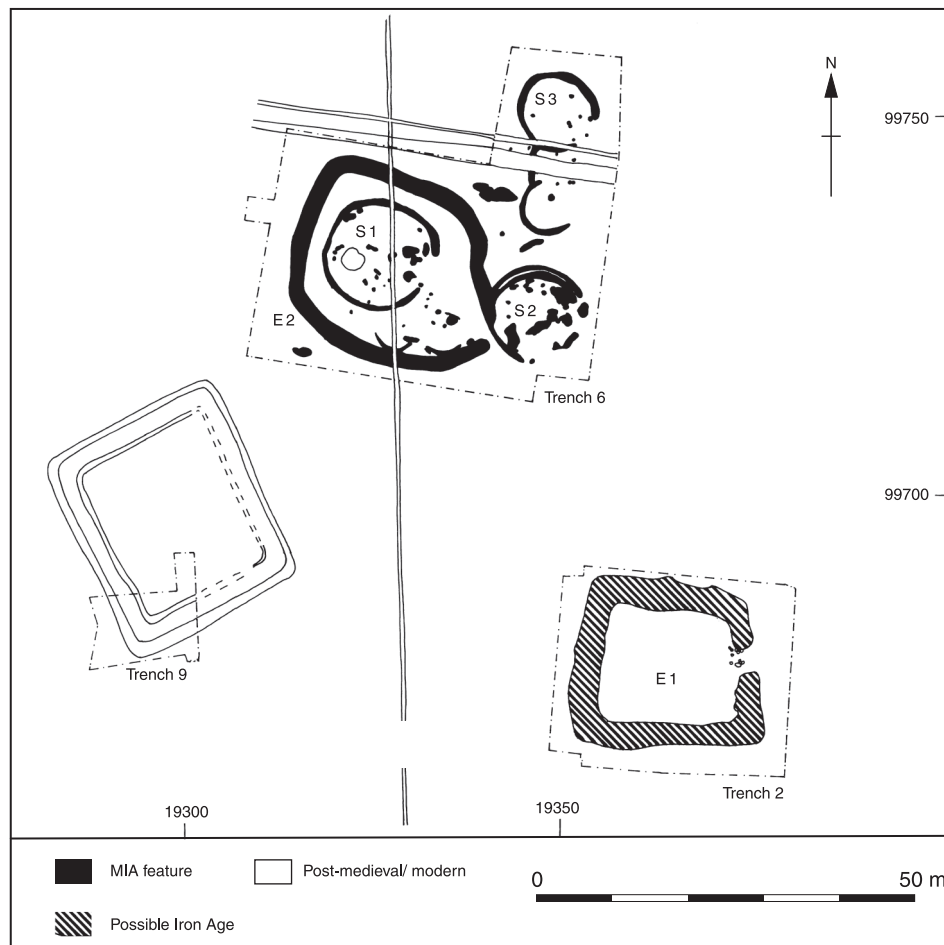 N
99750
S3
S1
S2
E2
Trench 6
99700
E1
Trench 9
Trench 2
19300
19350
MIA feature
Post-medieval/ modern
0
50 m
Possible Iron Age